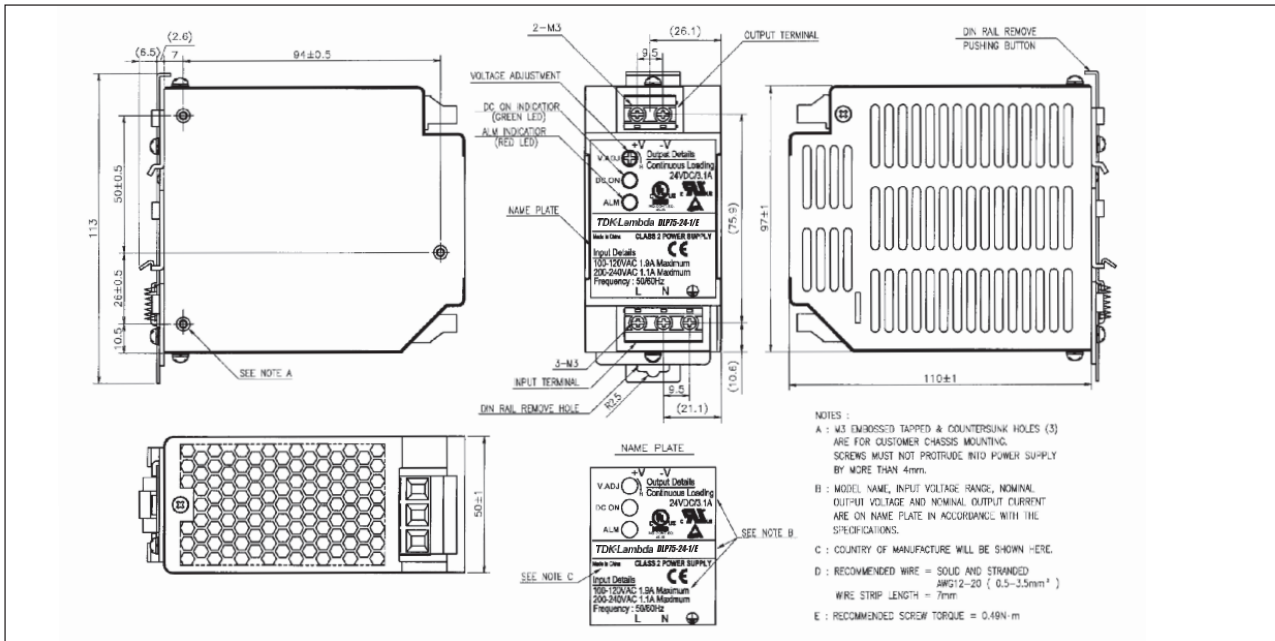 (2.6)
(6.5) 7
94±0.5
113
50±0.5
26±0.5
10.5
SEE NOTE A
2-M3
(26.1)
9.5
OUTPUT TERMINAL
VOLTAGE ADJUSTMENT
DC ON INDICATIOR
(GREEN LED)
ALM INDICATIOR
(RED LED)
NAME PLATE
+V -V
V.ADJ
Output Details
Continuous Loading
24VDC/3.1A
DC ON
ALM
TDK-Lambda DLP75-24-1/E
Made in China CLASS 2 POWER SUPPLY
Input Details
100-120VAC 1.9A Maximum
200-240VAC 1.1A Maximum
Frequency : 50/60Hz
L N
(75.9)
3-M3
INPUT TERMINAL
DIN RAIL REMOVE HOLE
R2.5
9.5
(21.1)
(10.6)
DIN RAIL REMOVE
PUSHING BUTTON
97±1
110±1
50±1
NAME PLATE
+V -V
V.ADJ
Output Details
Continuous Loading
24VDC/3.1A
DC ON
ALM
TDK-Lambda DLP75-24-1/E
Made in China CLASS 2 POWER SUPPLY
Input Details
100-120VAC 1.9A Maximum
200-240VAC 1.1A Maximum
Frequency : 50/60Hz
L N
SEE NOTE B
SEE NOTE C
NOTES :
A : M3 EMBOSSED TAPPED & COUNTERSUNK HOLES (3)
ARE FOR CUSTOMER CHASSIS MOUNTING.
SCREWS MUST NOT PROTRUDE INTO POWER SUPPLY
BY MORE THAN 4mm.
B : MODEL NAME, INPUT VOLTAGE RANGE, NOMINAL
OUTPUT VOLTAGE AND NOMINAL OUTPUT CURRENT
ARE ON NAME PLATE IN ACCORDANCE WITH THE
SPECIFICATIONS.
C : COUNTRY OF MANUFACTURE WILL BE SHOWN HERE.
D : RECOMMENDED WIRE = SOLID AND STRANDED
AWG12-20 ( 0.5-3.5mm² )
WIRE STRIP LENGTH = 7mm
E : RECOMMENDED SCREW TORQUE = 0.49N·m